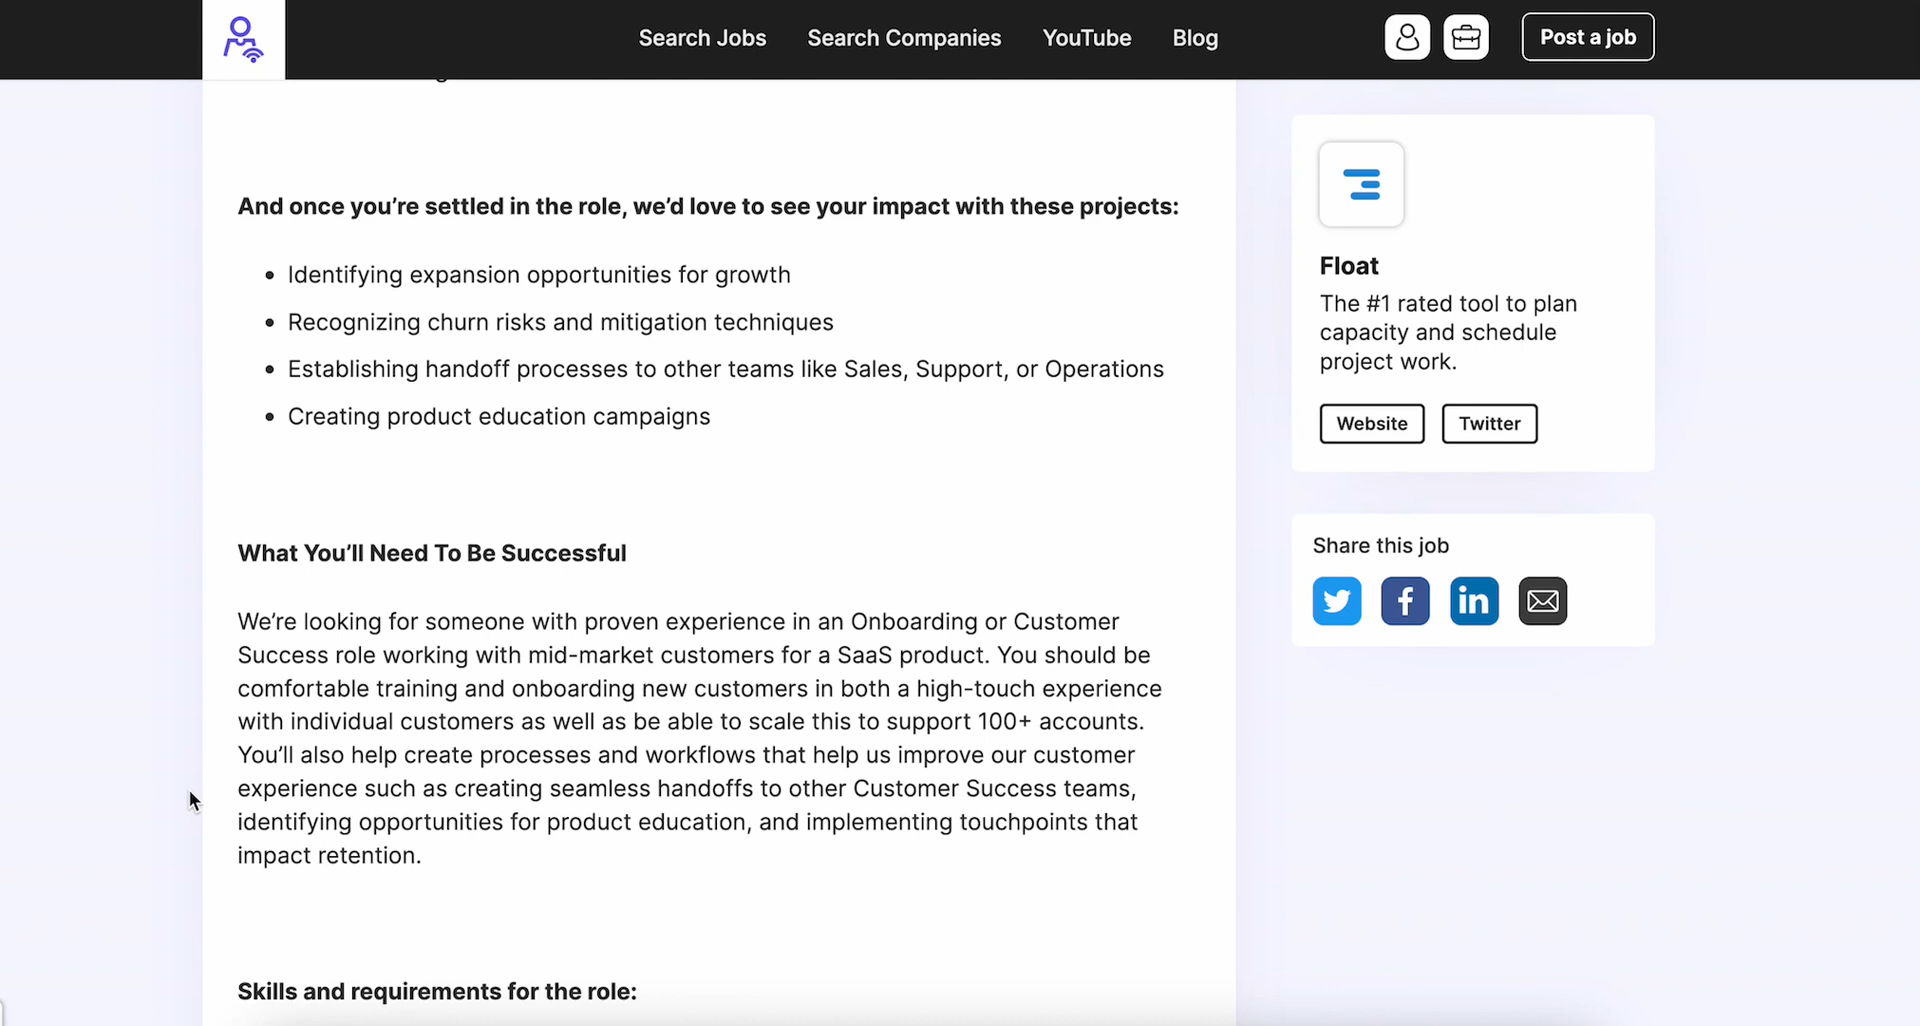 Search Jobs
Search Companies
YouTube
Blog
Post a job
And once you’re settled in the role, we’d love to see your impact with these projects:
Identifying expansion opportunities for growth
Recognizing churn risks and mitigation techniques
Establishing handoff processes to other teams like Sales, Support, or Operations
Creating product education campaigns
What You’ll Need To Be Successful
We’re looking for someone with proven experience in an Onboarding or Customer
Success role working with mid-market customers for a SaaS product. You should be
comfortable training and onboarding new customers in both a high-touch experience
with individual customers as well as be able to scale this to support 100+ accounts.
You’ll also help create processes and workflows that help us improve our customer
experience such as creating seamless handoffs to other Customer Success teams,
identifying opportunities for product education, and implementing touchpoints that
impact retention.
Skills and requirements for the role:
Float
The #1 rated tool to plan
capacity and schedule
project work.
Website
Twitter
Share this job